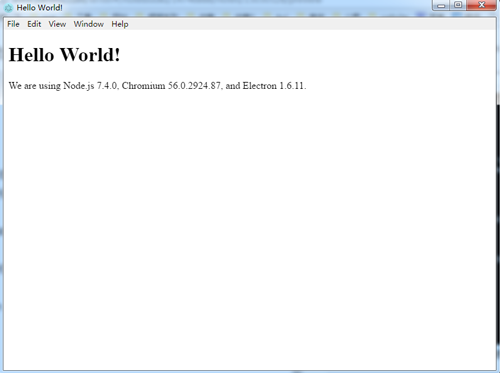 Hello World!
File Edit View Window Help
Hello World!
We are using Node.js 7.4.0, Chromium 56.0.2924.87, and Electron 1.6.11.